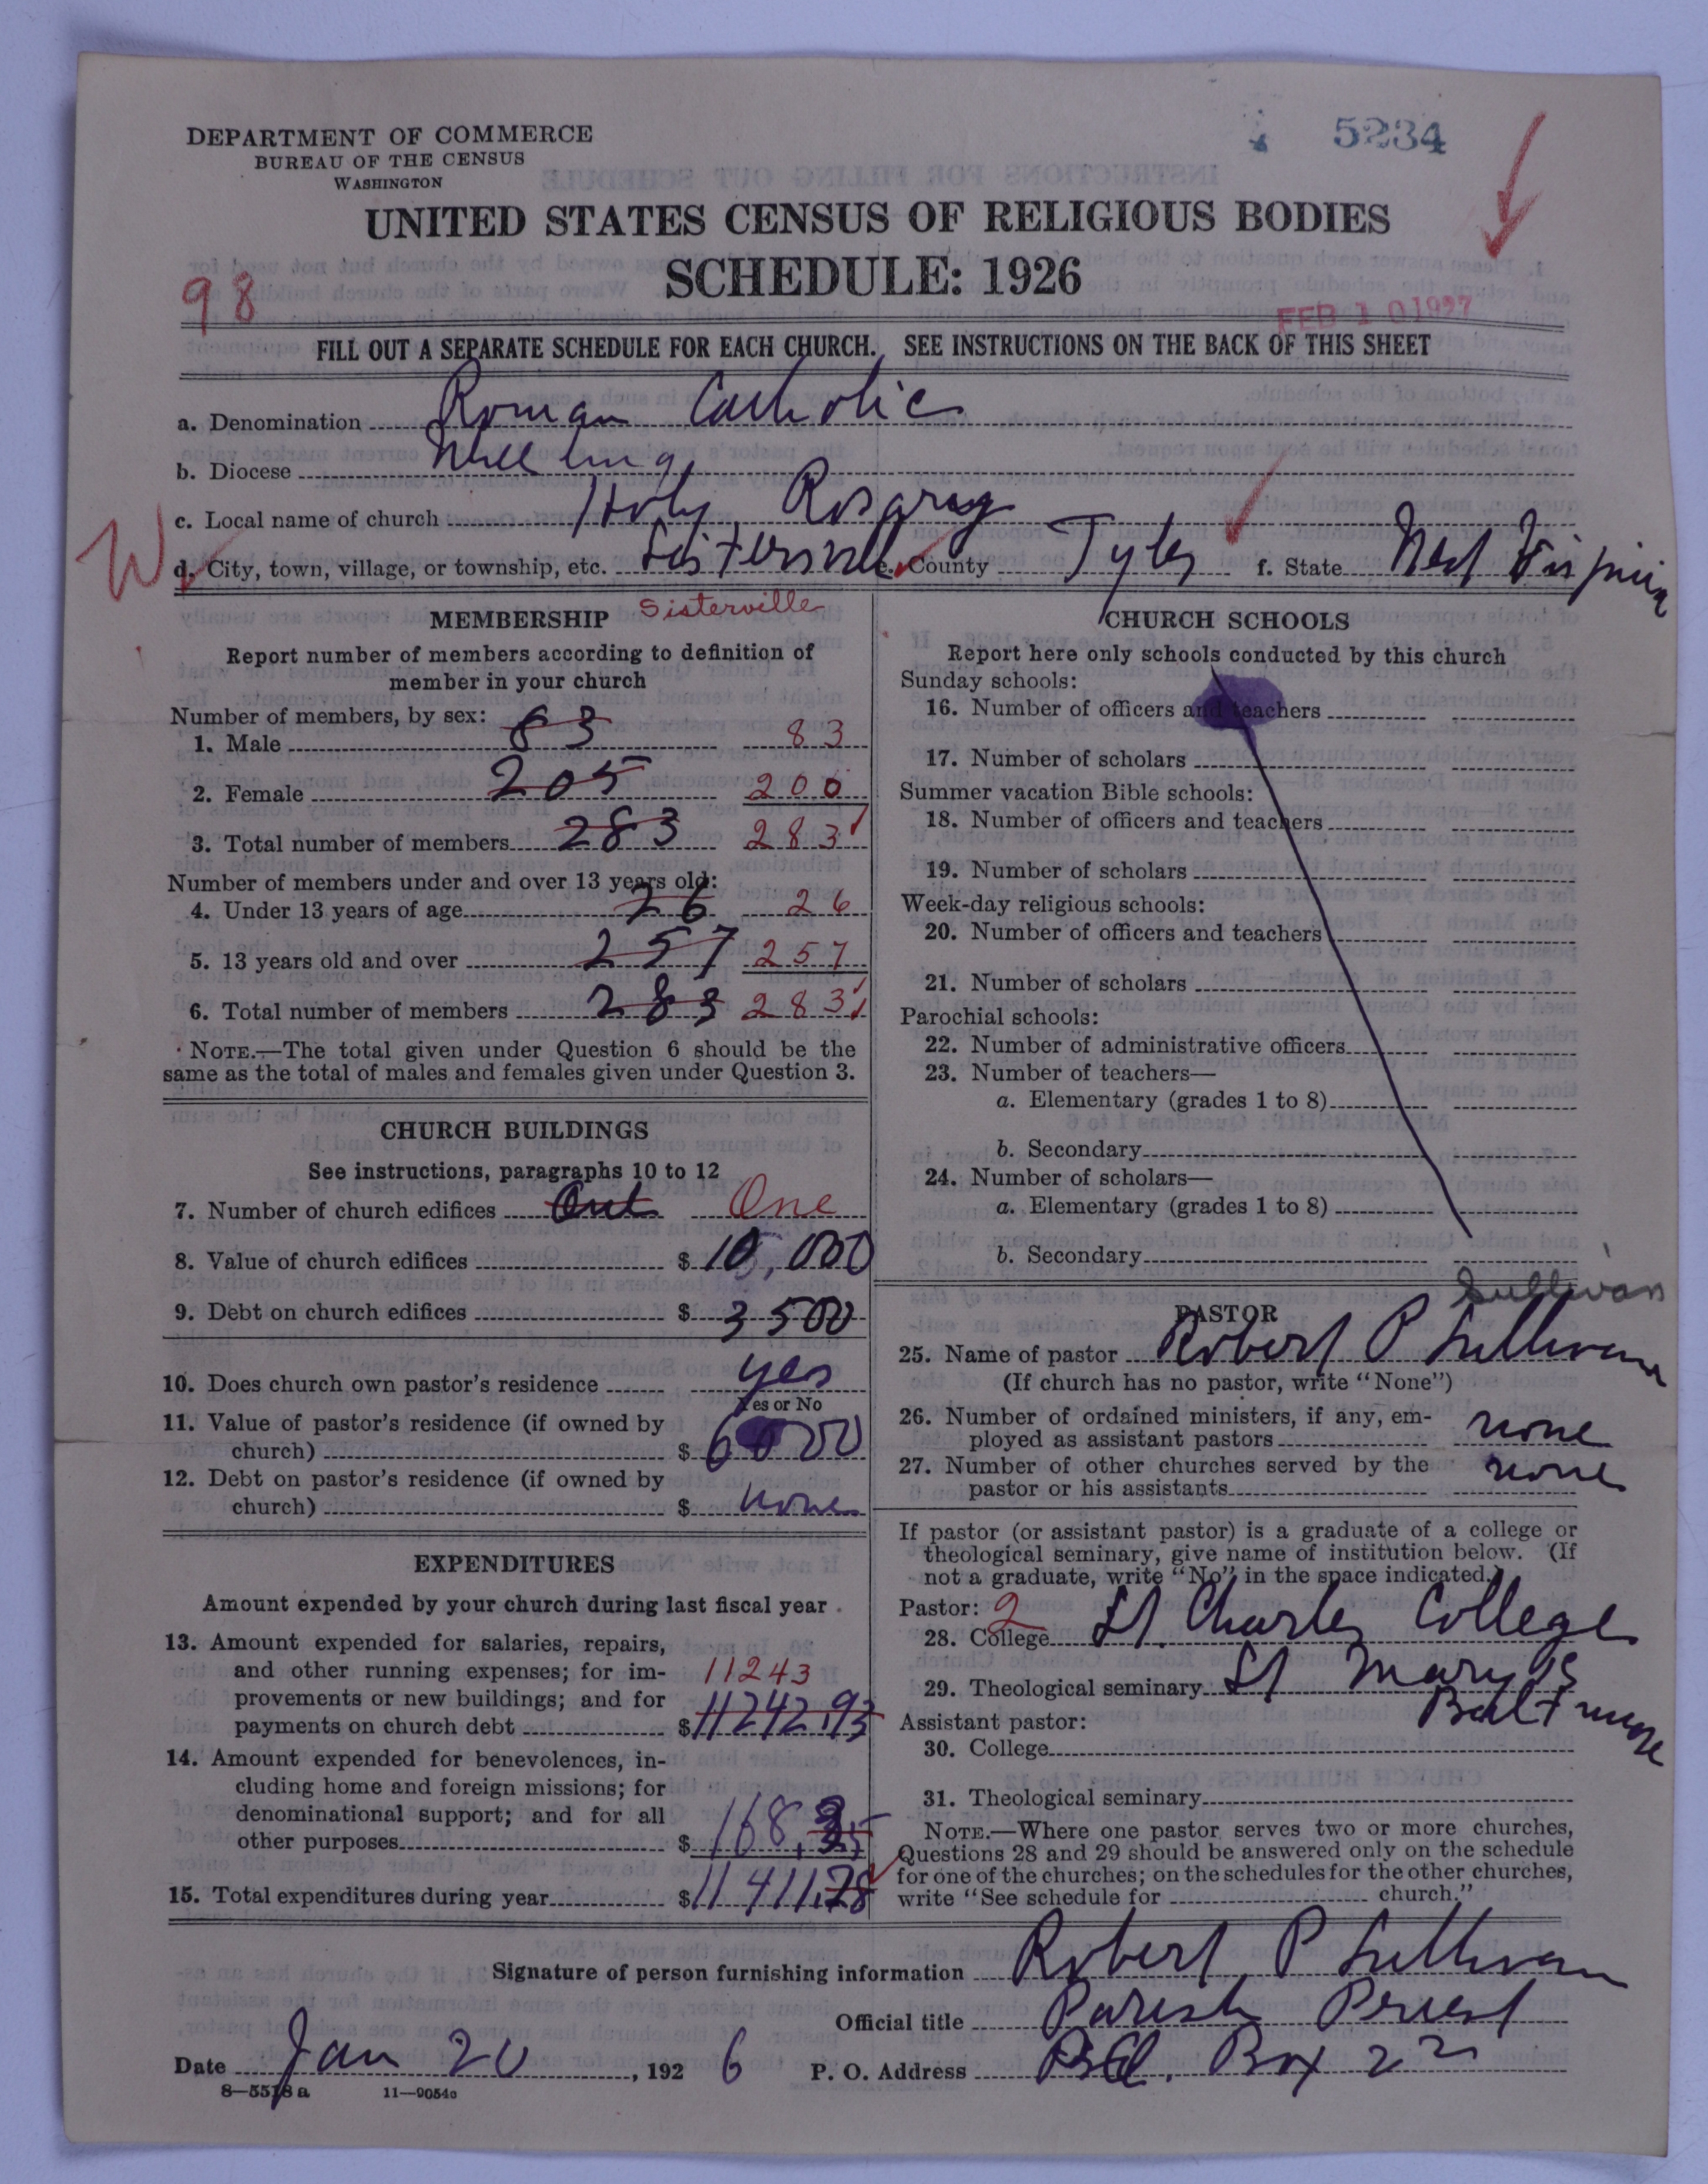 5234
DEPARTMENT OF COMMERCE
BUREAU OF THE CENSUS
WASHINGTON
UNITED STATES CENSUS OF RELIGIOUS BODIES
SCHEDULE: 1926
98
FEB 10 1927
FILL OUT A SEPARATE SCHEDULE FOR EACH CHURCH. SEE INSTRUCTIONS ON THE BACK OF THIS SHEET
a. Denomination Roman Catholic
b. Diocese Wheeling
c. Local name of church Holy Rosary
W d. City, town, village, or township, etc. Sistersville e. County Tyler f. State West Virginia
MEMBERSHIP Sisterville
Report number of members according to definition of
member in your church
Number of members, by sex:
1. Male 83 83
2. Female 205 200
3. Total number of members 283 283
Number of members under and over 13 years old:
4. Under 13 years of age 26 26
5. 13 years old and over 257 257
6. Total number of members 283 283
NOTE.—The total given under Question 6 should be the
same as the total of males and females given under Question 3.
CHURCH BUILDINGS
See instructions, paragraphs 10 to 12
7. Number of church edifices One
8. Value of church edifices $ 10,000
9. Debt on church edifices $ 3500
10. Does church own pastor's residence yes
Yes or No
11. Value of pastor's residence (if owned by
church) $ 6000
12. Debt on pastor's residence (if owned by
church) $ none
EXPENDITURES
Amount expended by your church during last fiscal year
13. Amount expended for salaries, repairs,
and other running expenses; for im-
provements or new buildings; and for
payments on church debt 11243
$ 11242.93
14. Amount expended for benevolences, in-
cluding home and foreign missions; for
denominational support; and for all
other purposes $ 168.35
15. Total expenditures during year $ 11411.28
CHURCH SCHOOLS
Report here only schools conducted by this church
Sunday schools:
16. Number of officers and teachers
17. Number of scholars
Summer vacation Bible schools:
18. Number of officers and teachers
19. Number of scholars
Week-day religious schools:
20. Number of officers and teachers
21. Number of scholars
Parochial schools:
22. Number of administrative officers
23. Number of teachers—
a. Elementary (grades 1 to 8)
b. Secondary
24. Number of scholars—
a. Elementary (grades 1 to 8)
b. Secondary
Sullivan
PASTOR
25. Name of pastor Robert P Sullivan
(If church has no pastor, write "None")
26. Number of ordained ministers, if any, em-
ployed as assistant pastors none
27. Number of other churches served by the
pastor or his assistants none
If pastor (or assistant pastor) is a graduate of a college or
theological seminary, give name of institution below. (If
not a graduate, write "No" in the space indicated.)
Pastor: 2
28. College St. Charles College
29. Theological seminary St Mary's
Baltimore
Assistant pastor:
30. College
31. Theological seminary
NOTE.—Where one pastor serves two or more churches,
Questions 28 and 29 should be answered only on the schedule
for one of the churches; on the schedules for the other churches,
write "See schedule for church."
Signature of person furnishing information Robert P Sullivan
Official title Parish Priest
Date Jan 20, 1926 P. O. Address Box 22
8—5518a 11—9054a